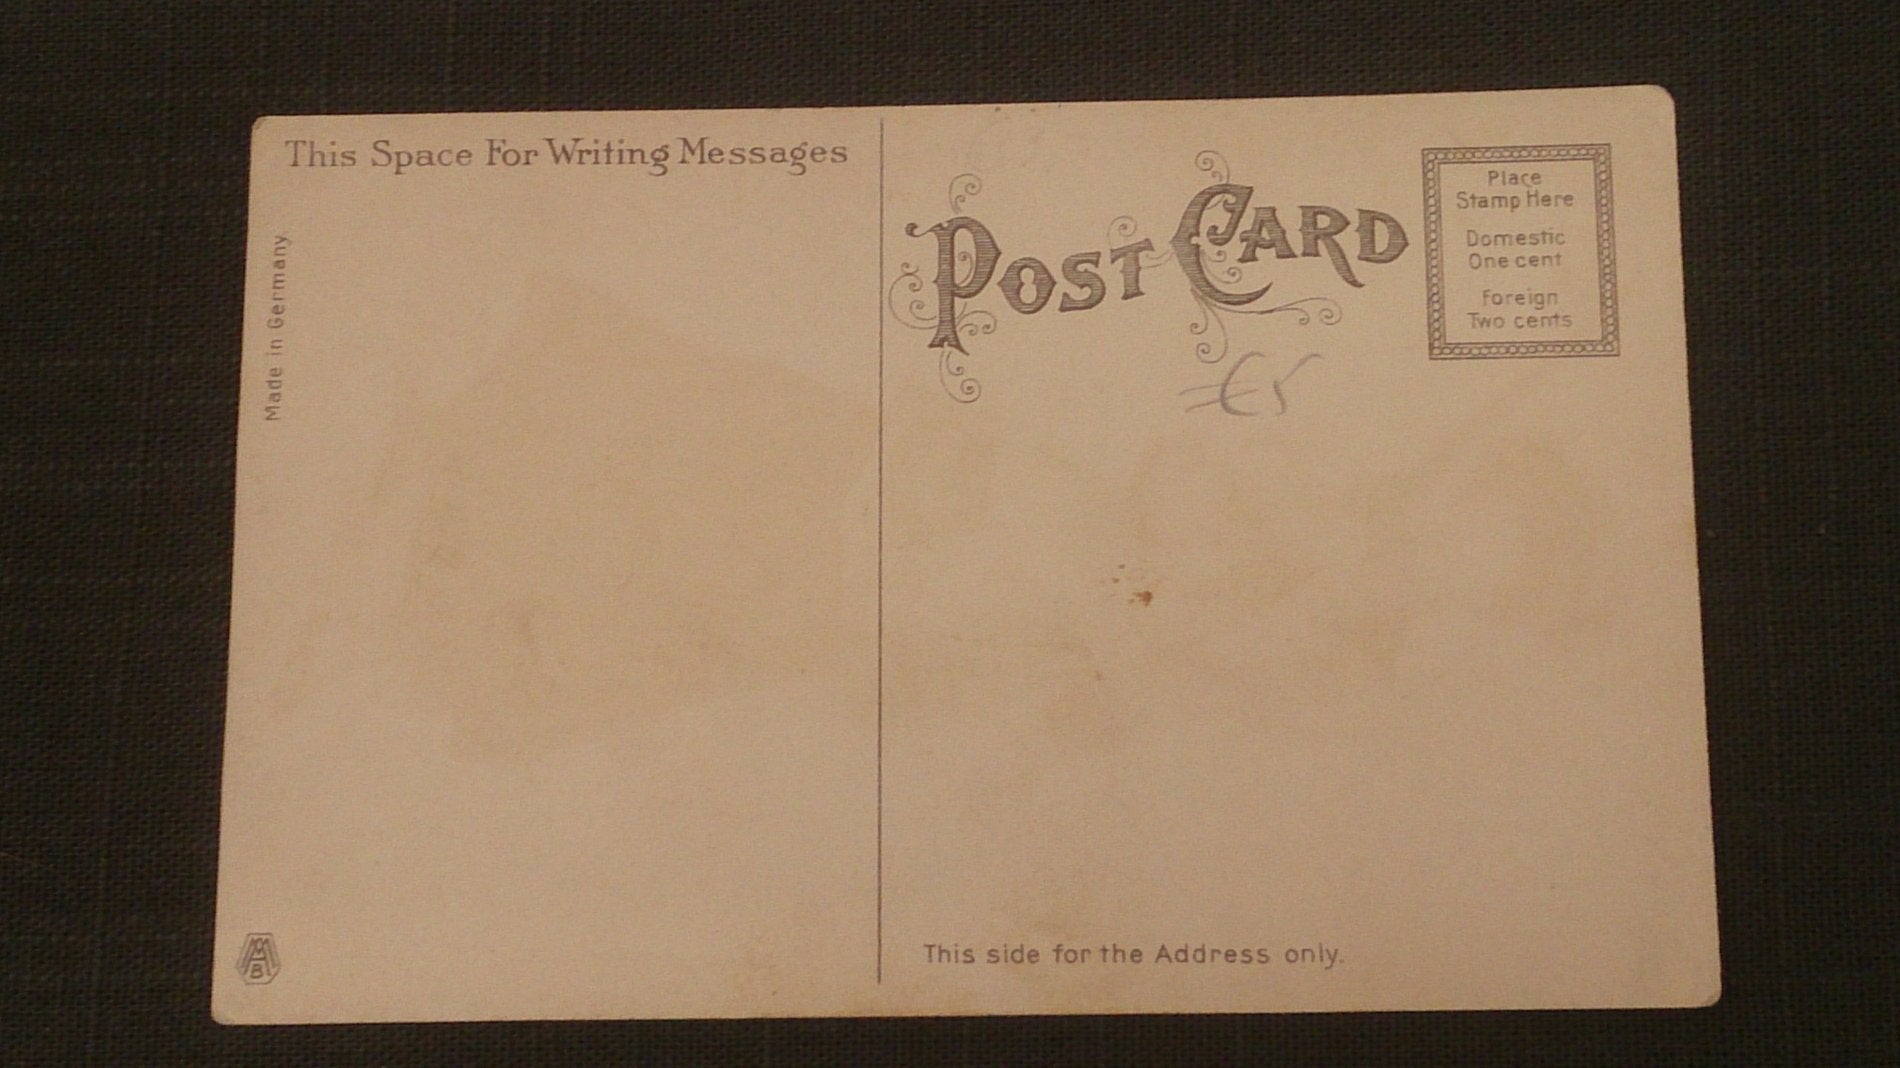 This Space For Writing Messages
Made in Germany
POST CARD
Place
Stamp Here
Domestic
One cent
Foreign
Two cents
This side for the Address only.